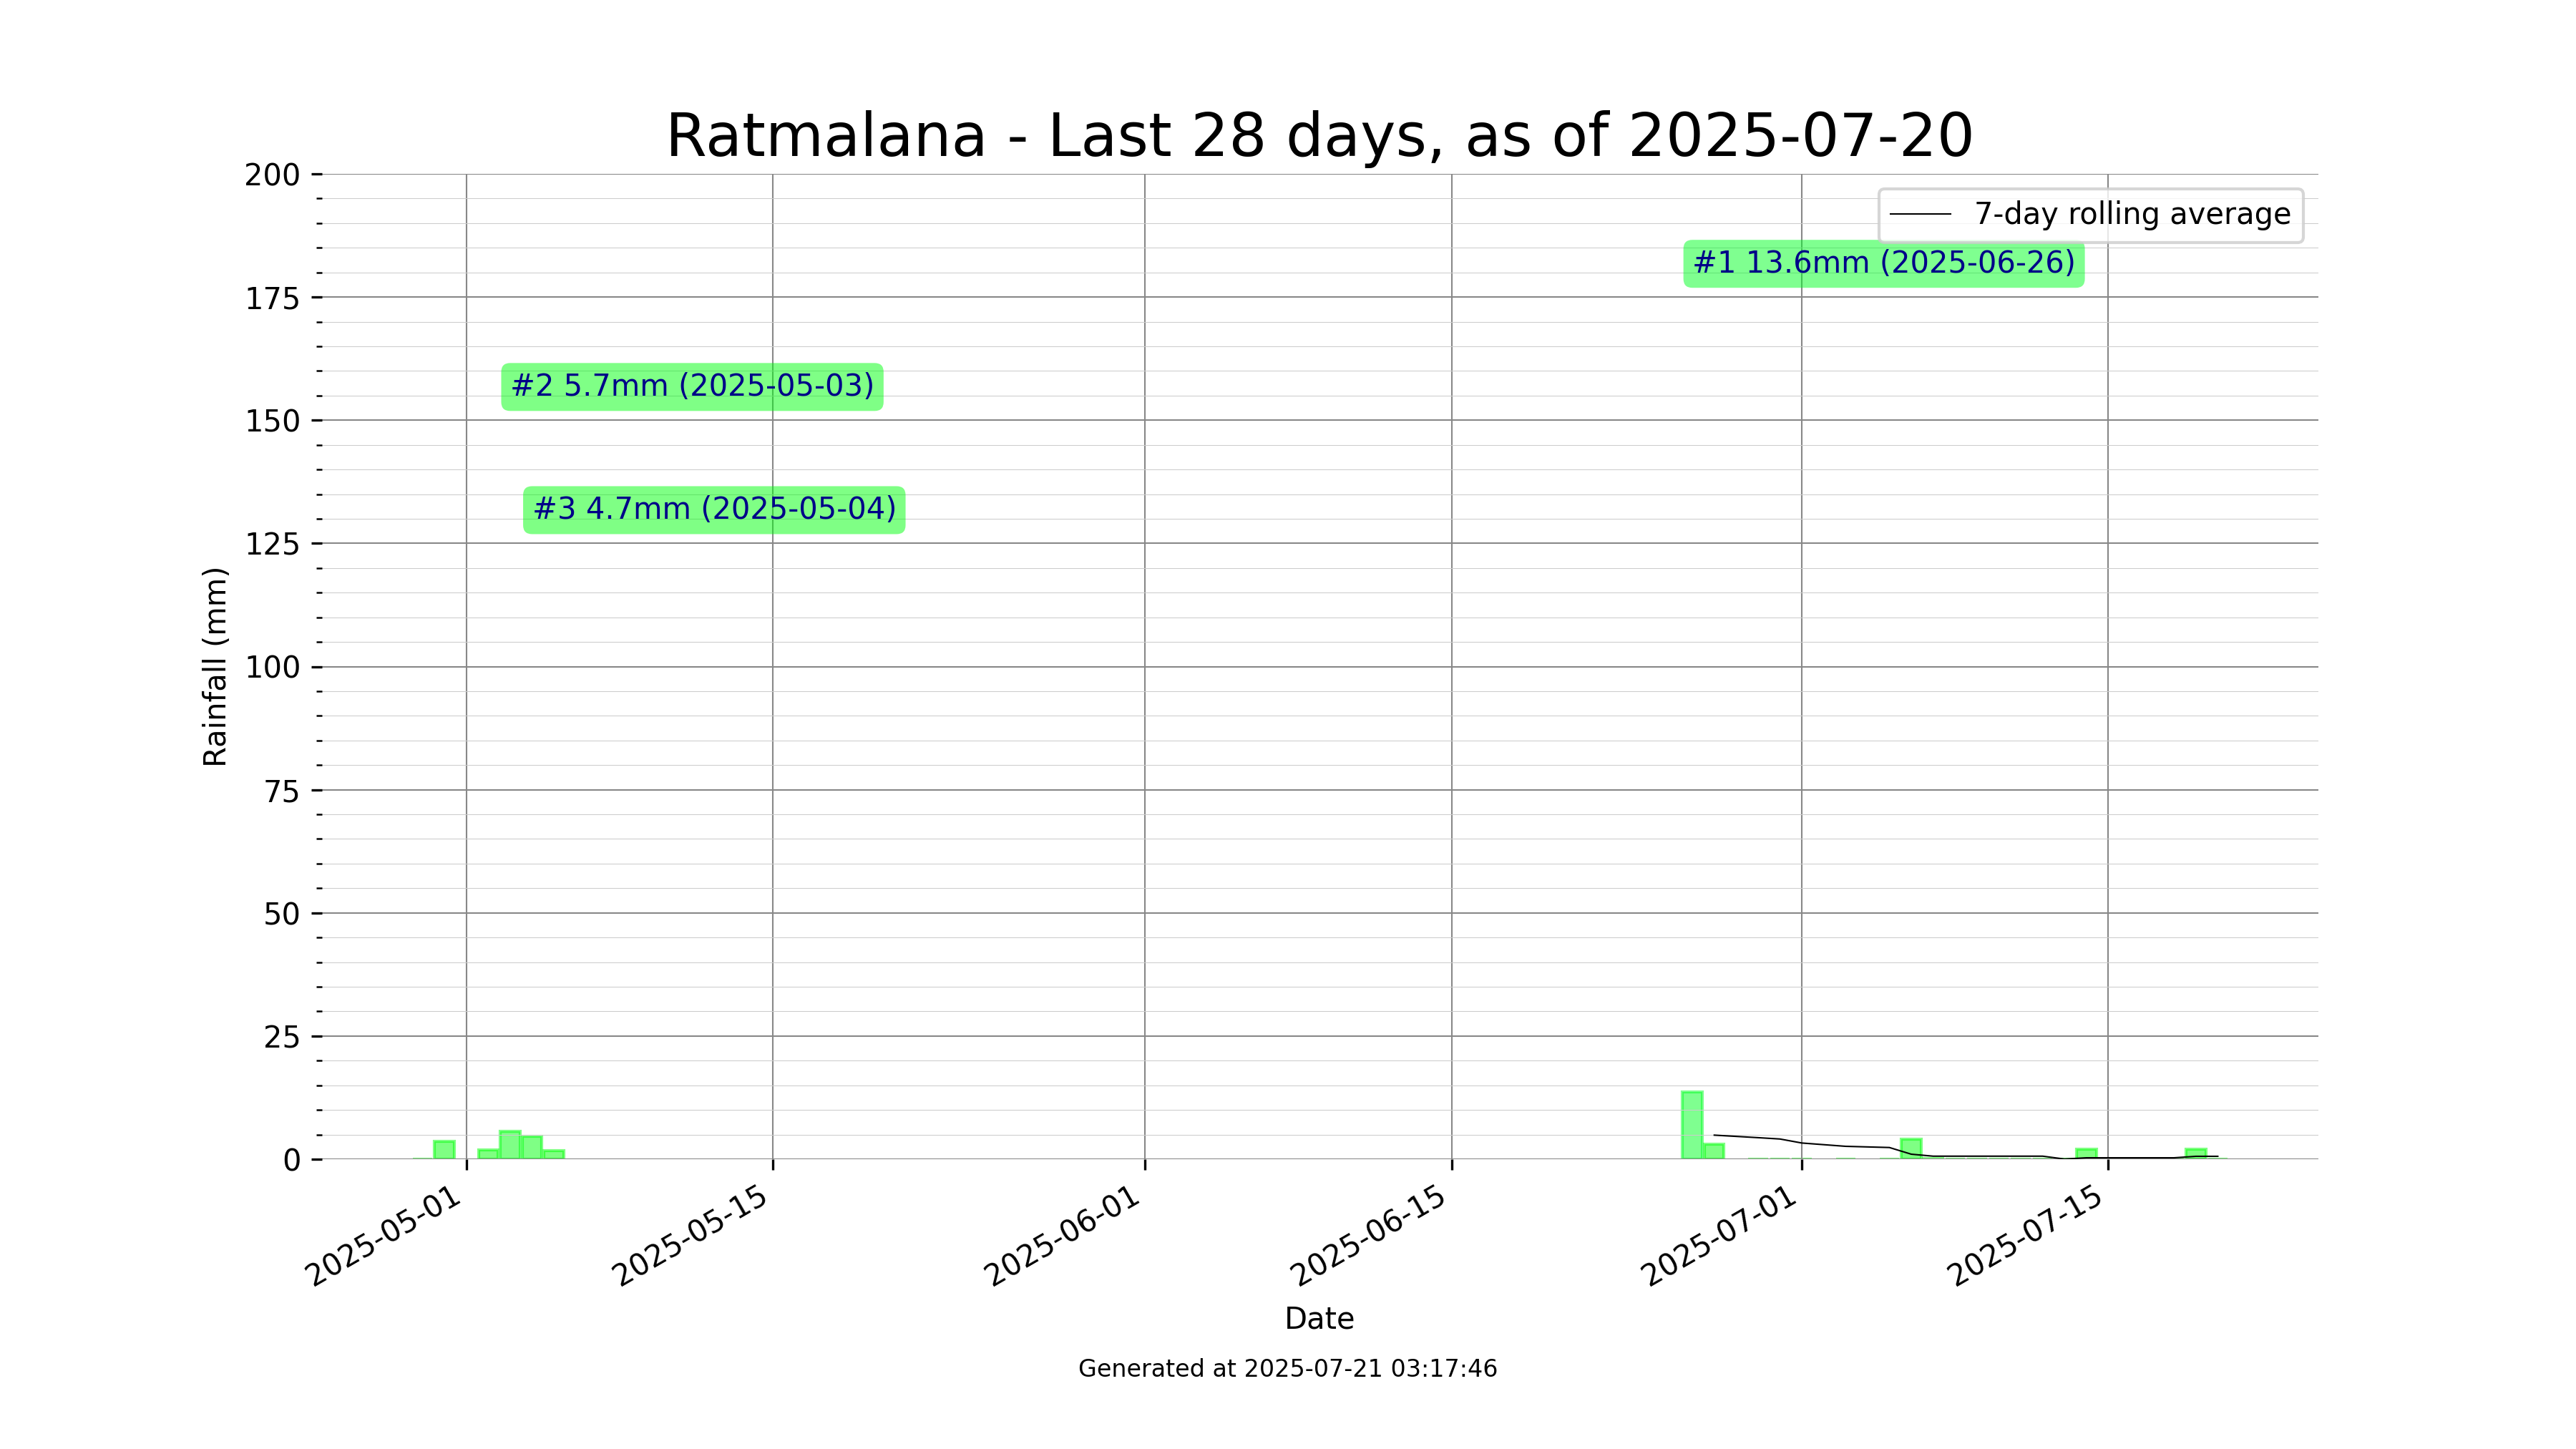 Ratmalana - Last 28 days, as of 2025-07-20
7-day rolling average
#1 13.6mm (2025-06-26)
#2 5.7mm (2025-05-03)
#3 4.7mm (2025-05-04)
Rainfall (mm)
200
175
150
125
100
75
50
25
0
2025-05-01
2025-05-15
2025-06-01
2025-06-15
2025-07-01
2025-07-15
Date
Generated at 2025-07-21 03:17:46